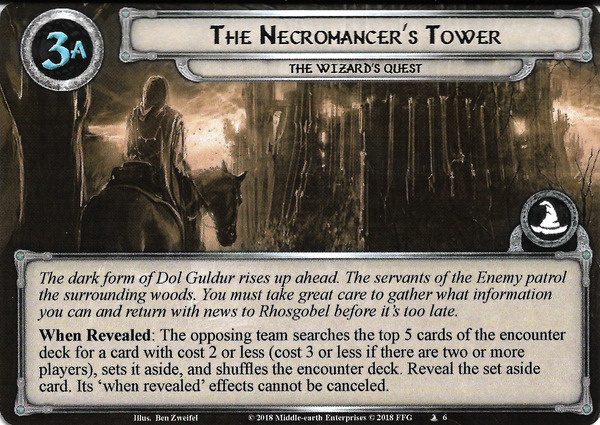 3A
The Necromancer's Tower
The Wizard's Quest
The dark form of Dol Guldur rises up ahead. The servants of the Enemy patrol
the surrounding woods. You must take great care to gather what information
you can and return with news to Rhosgobel before it's too late.
When Revealed: The opposing team searches the top 5 cards of the encounter
deck for a card with cost 2 or less (cost 3 or less if there are two or more
players), sets it aside, and shuffles the encounter deck. Reveal the set aside
card. Its 'when revealed' effects cannot be canceled.
Illus. Ben Zweifel © 2018 Middle-earth Enterprises © 2018 FFG 6